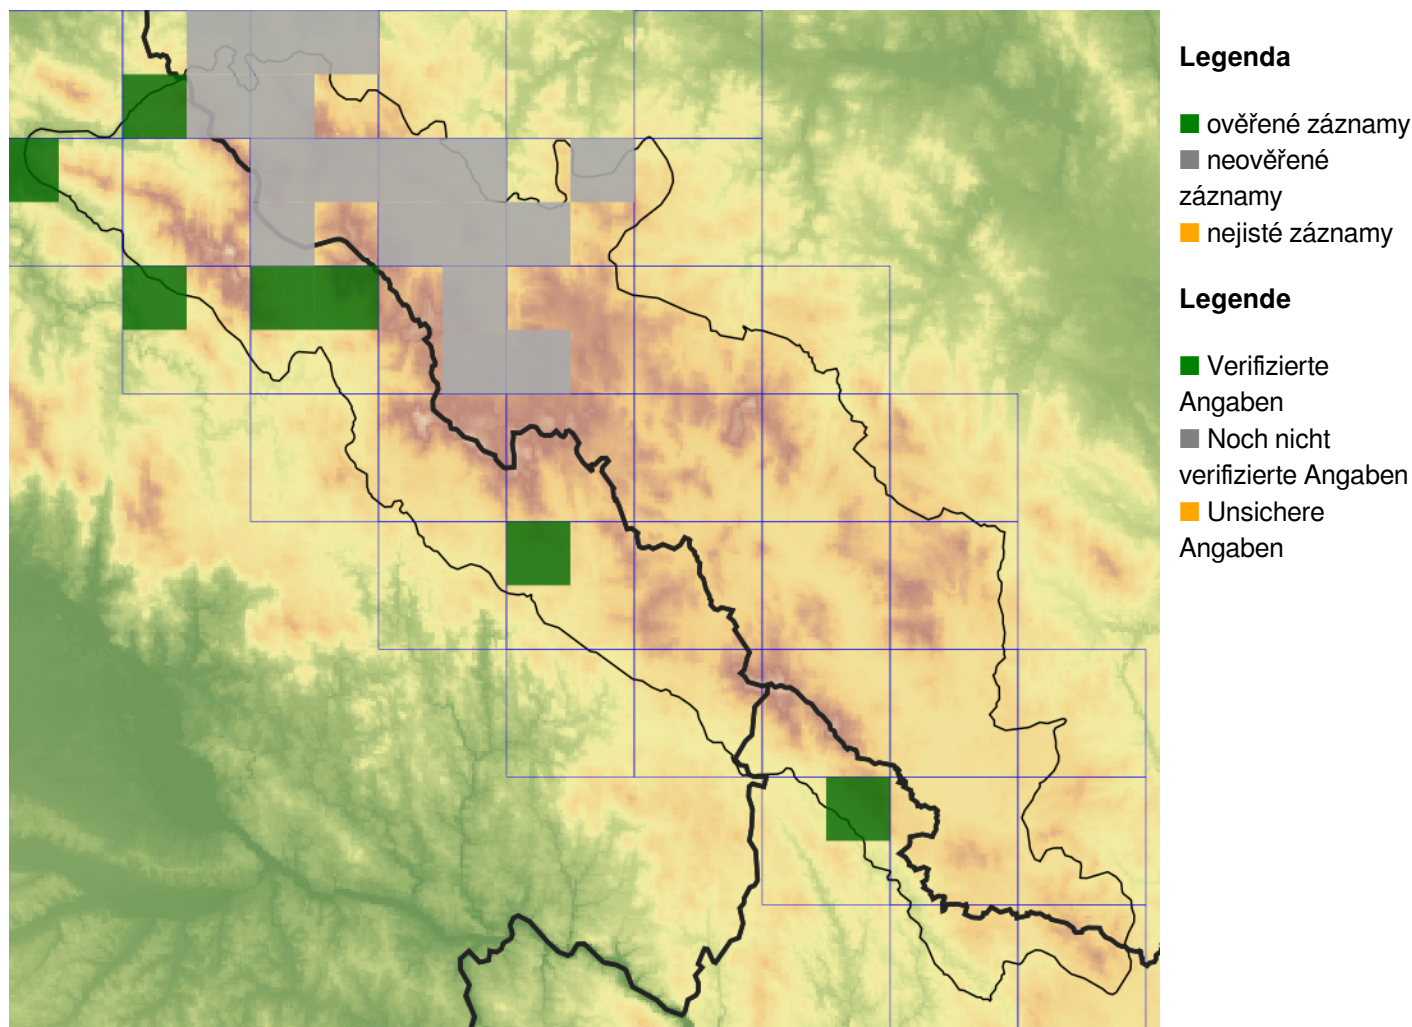 Legenda
ověřené záznamy
neověřené
záznamy
nejisté záznamy
Legende
Verifizierte
Angaben
Noch nicht
verifizierte Angaben
Unsichere
Angaben